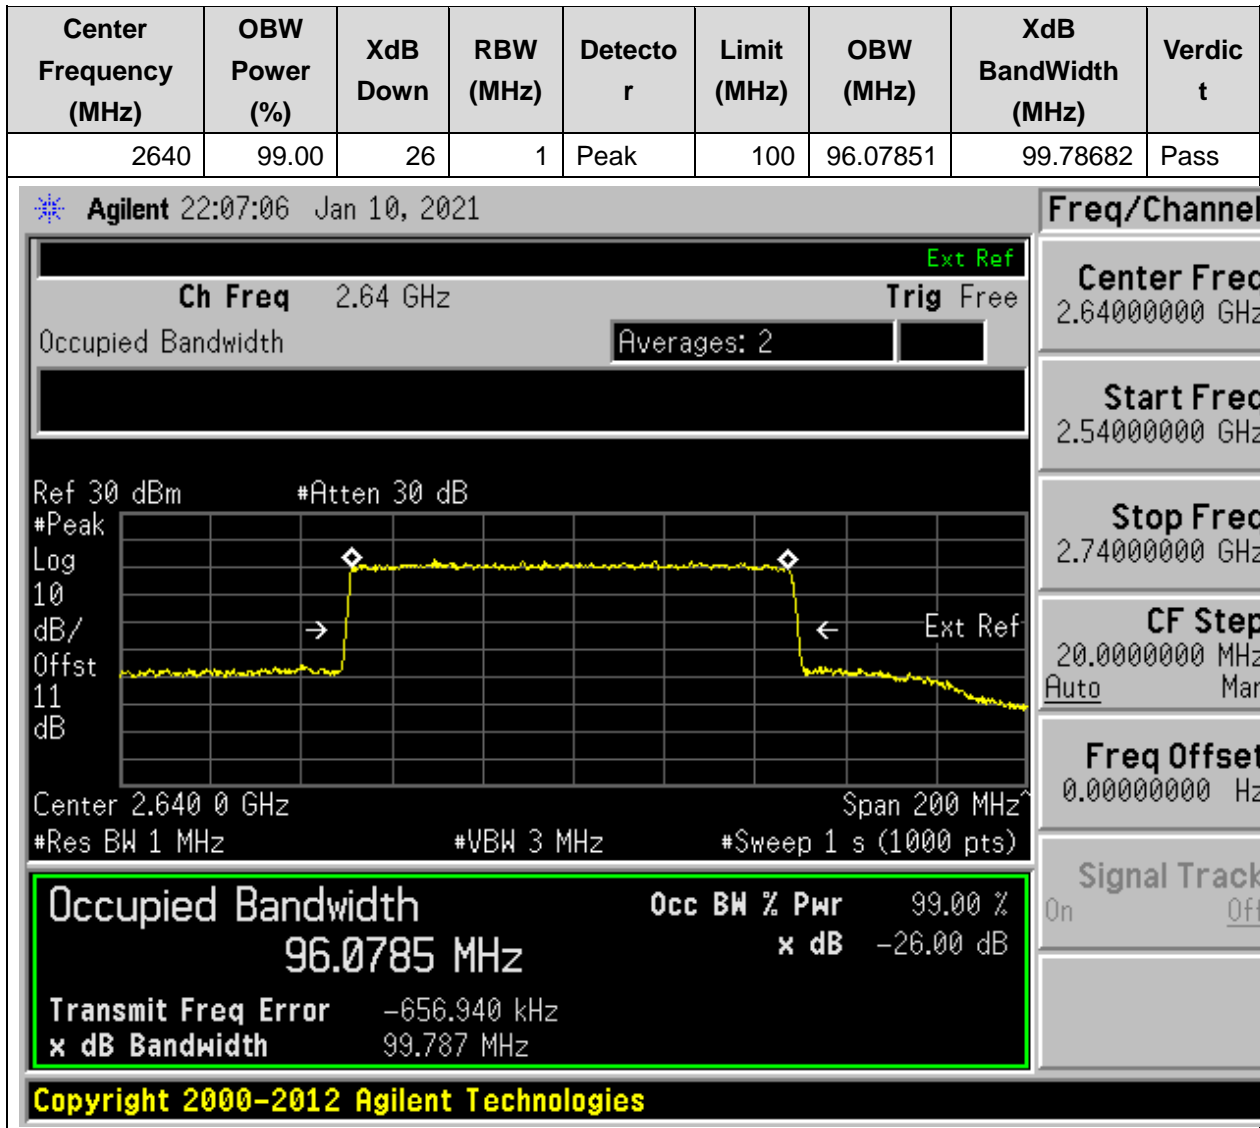 Center Frequency (MHz) OBW Power (%) XdB Down RBW (MHz) Detector Limit (MHz) OBW (MHz) XdB BandWidth (MHz) Verdict
2640 99.00 26 1 Peak 100 96.07851 99.78682 Pass
Agilent 22:07:06 Jan 10, 2021
Freq/Channel
Ext Ref
Ch Freq 2.64 GHz Trig Free
Occupied Bandwidth Averages: 2
Center Freq
2.64000000 GHz
Start Freq
2.54000000 GHz
Stop Freq
2.74000000 GHz
CF Step
20.0000000 MHz
Auto Man
Freq Offset
0.00000000 Hz
Signal Track
On Off
Ref 30 dBm #Atten 30 dB
#Peak
Log
10
dB/
Offst
11
dB
Ext Ref
Center 2.640 0 GHz Span 200 MHz^
#Res BW 1 MHz #VBW 3 MHz #Sweep 1 s (1000 pts)
Occupied Bandwidth Occ BW % Pwr 99.00 %
96.0785 MHz x dB -26.00 dB
Transmit Freq Error -656.940 kHz
x dB Bandwidth 99.787 MHz
Copyright 2000-2012 Agilent Technologies